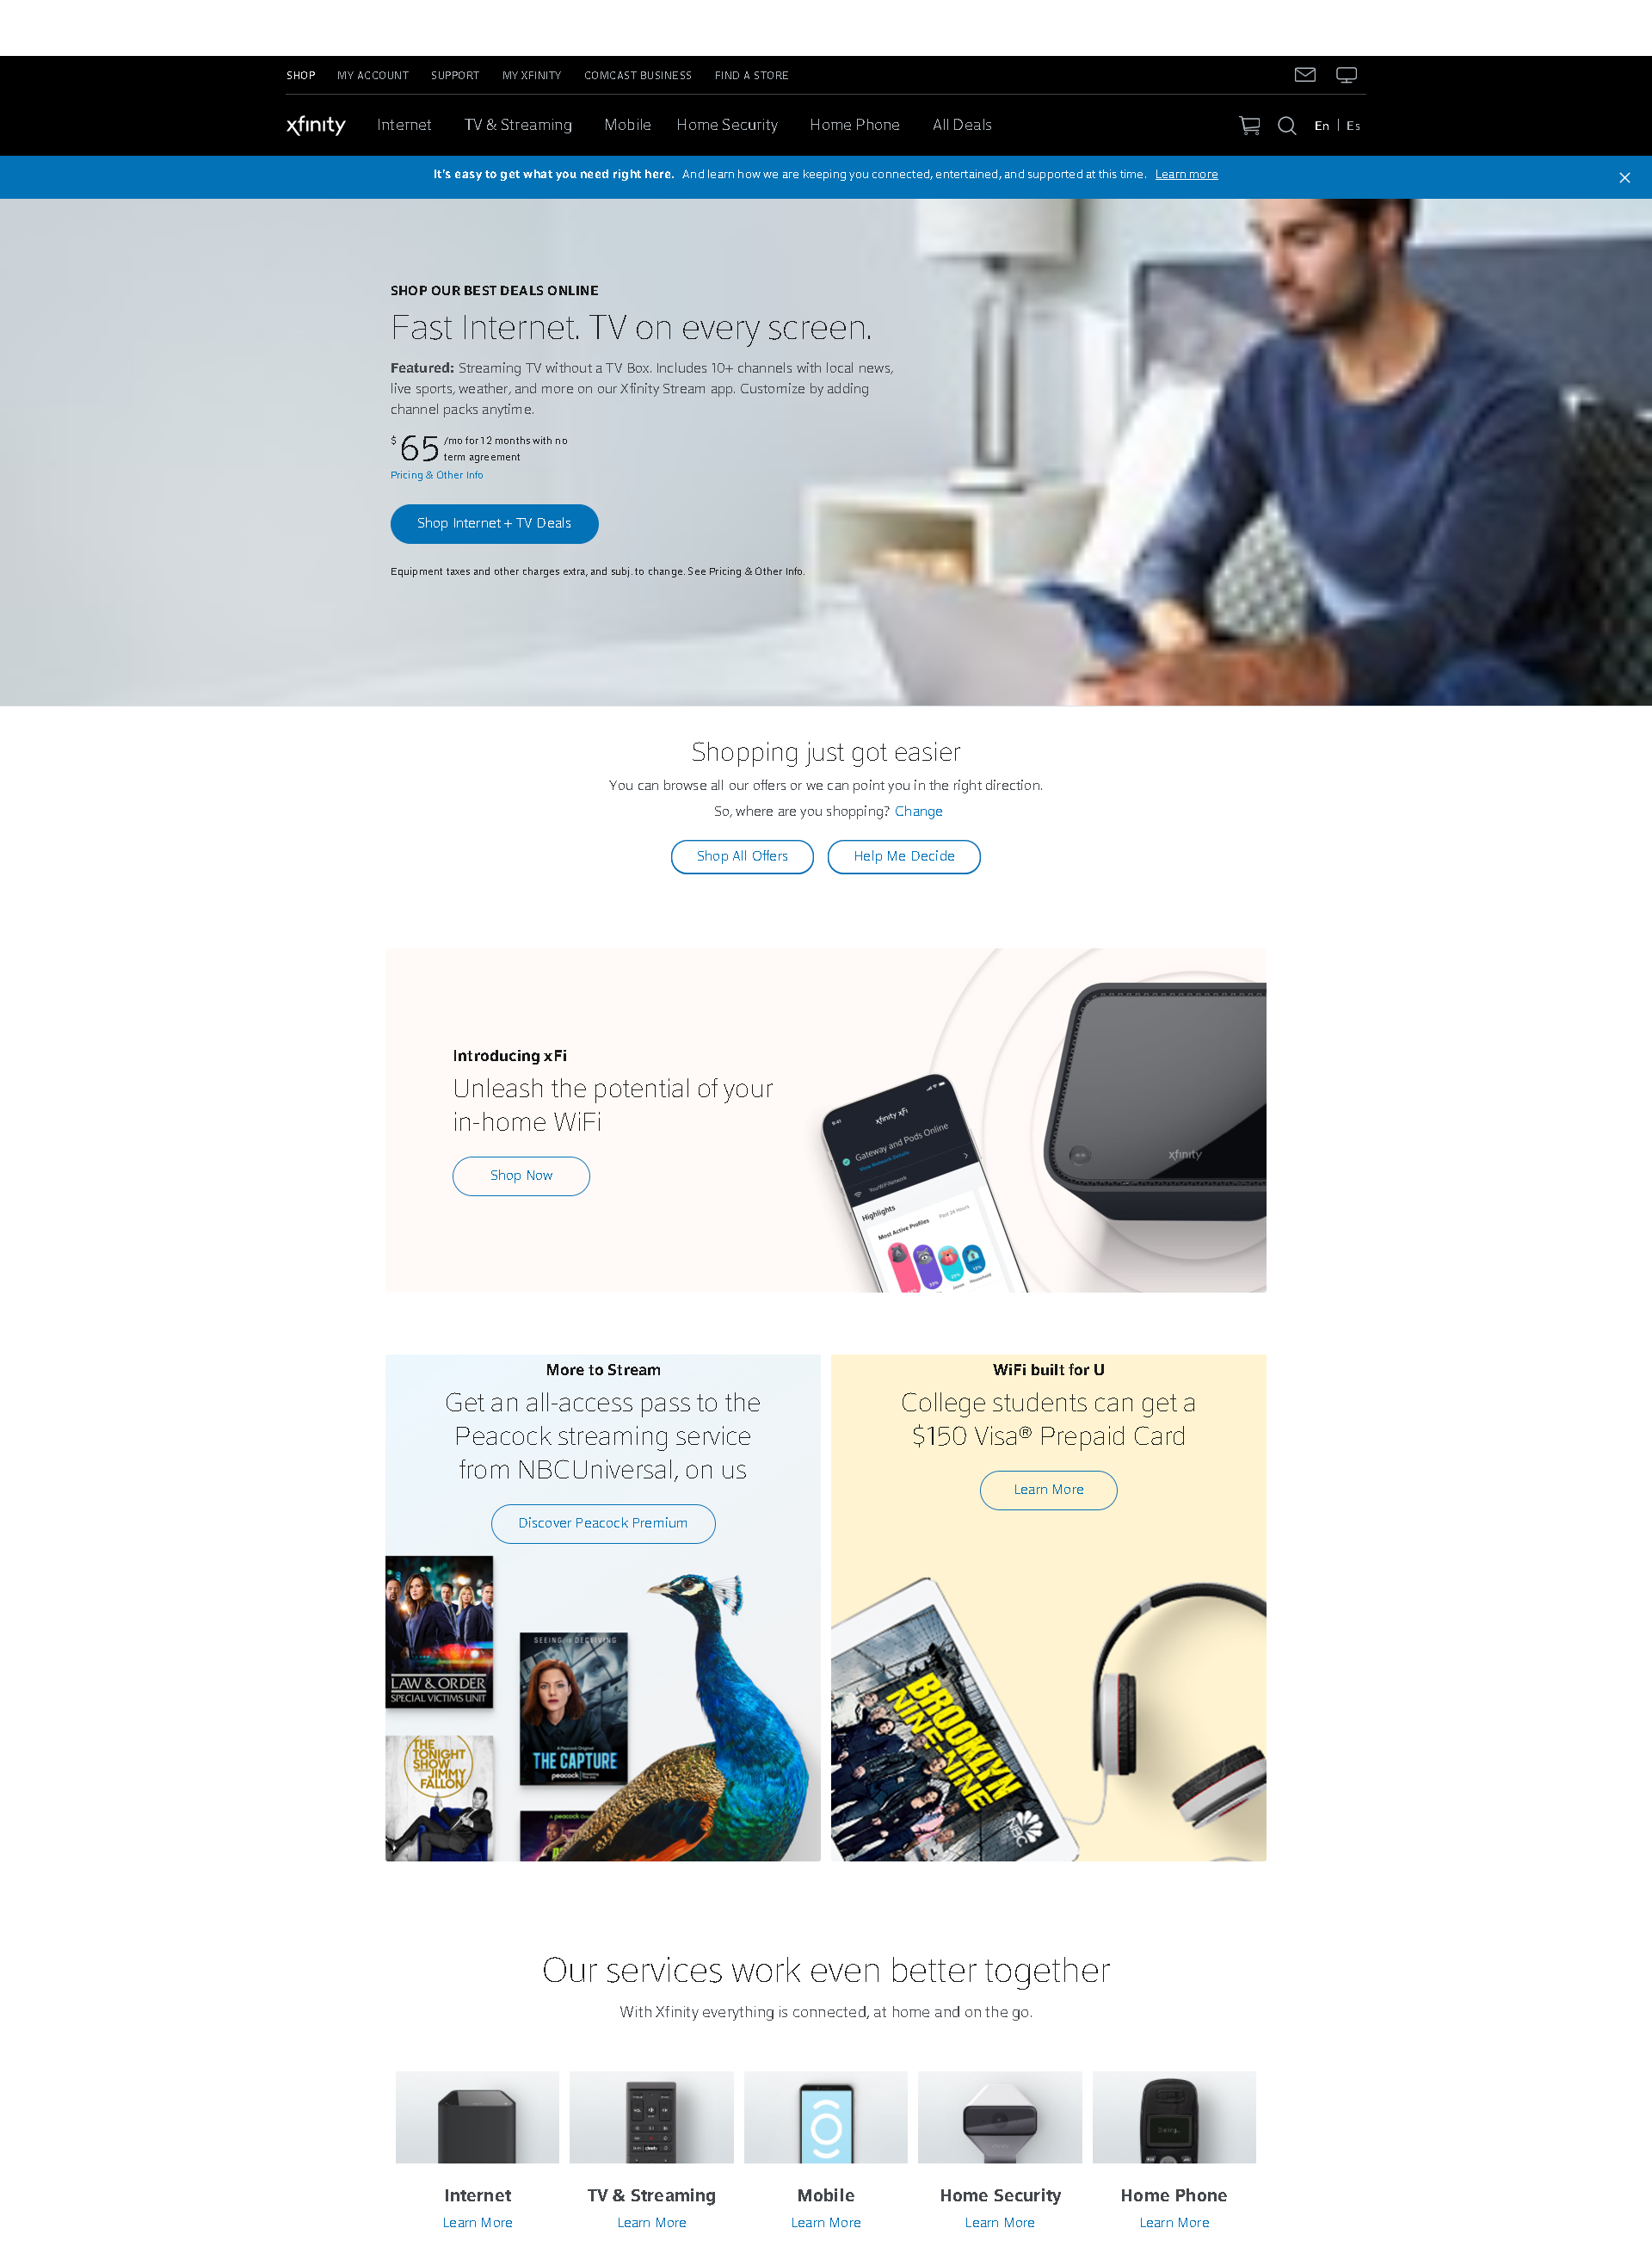 SHOP MY ACCOUNT SUPPORT MY XFINITY COMCAST BUSINESS FIND A STORE
xfinity Internet TV & Streaming Mobile Home Security Home Phone All Deals En | Es
It's easy to get what you need right here. And learn how we are keeping you connected, entertained, and supported at this time. Learn more
SHOP OUR BEST DEALS ONLINE
Fast Internet. TV on every screen.
Featured: Streaming TV without a TV Box. Includes 10+ channels with local news,
live sports, weather, and more on our Xfinity Stream app. Customize by adding
channel packs anytime.
$65 /mo for 12 months with no
term agreement
Pricing & Other Info
Shop Internet + TV Deals
Equipment taxes and other charges extra, and subj. to change. See Pricing & Other Info.
Shopping just got easier
You can browse all our offers or we can point you in the right direction.
So, where are you shopping? Change
Shop All Offers Help Me Decide
Introducing xFi
Unleash the potential of your
in-home WiFi
Shop Now
xfinity xFi
Gateway and Pods Online
View Network Details
YourWiFiNetwork
Highlights
Most Active Profiles Past 24 Hours
xfinity
More to Stream
Get an all-access pass to the
Peacock streaming service
from NBCUniversal, on us
Discover Peacock Premium
LAW & ORDER
SPECIAL VICTIMS UNIT
SEEING is DECEIVING
A Peacock Original
THE CAPTURE
peacock
THE
TONIGHT
SHOW
JIMMY
FALLON
WiFi built for U
College students can get a
$150 Visa® Prepaid Card
Learn More
BROOKLYN
NINE-NINE
NBC
Our services work even better together
With Xfinity everything is connected, at home and on the go.
Internet TV & Streaming Mobile Home Security Home Phone
Learn More Learn More Learn More Learn More Learn More